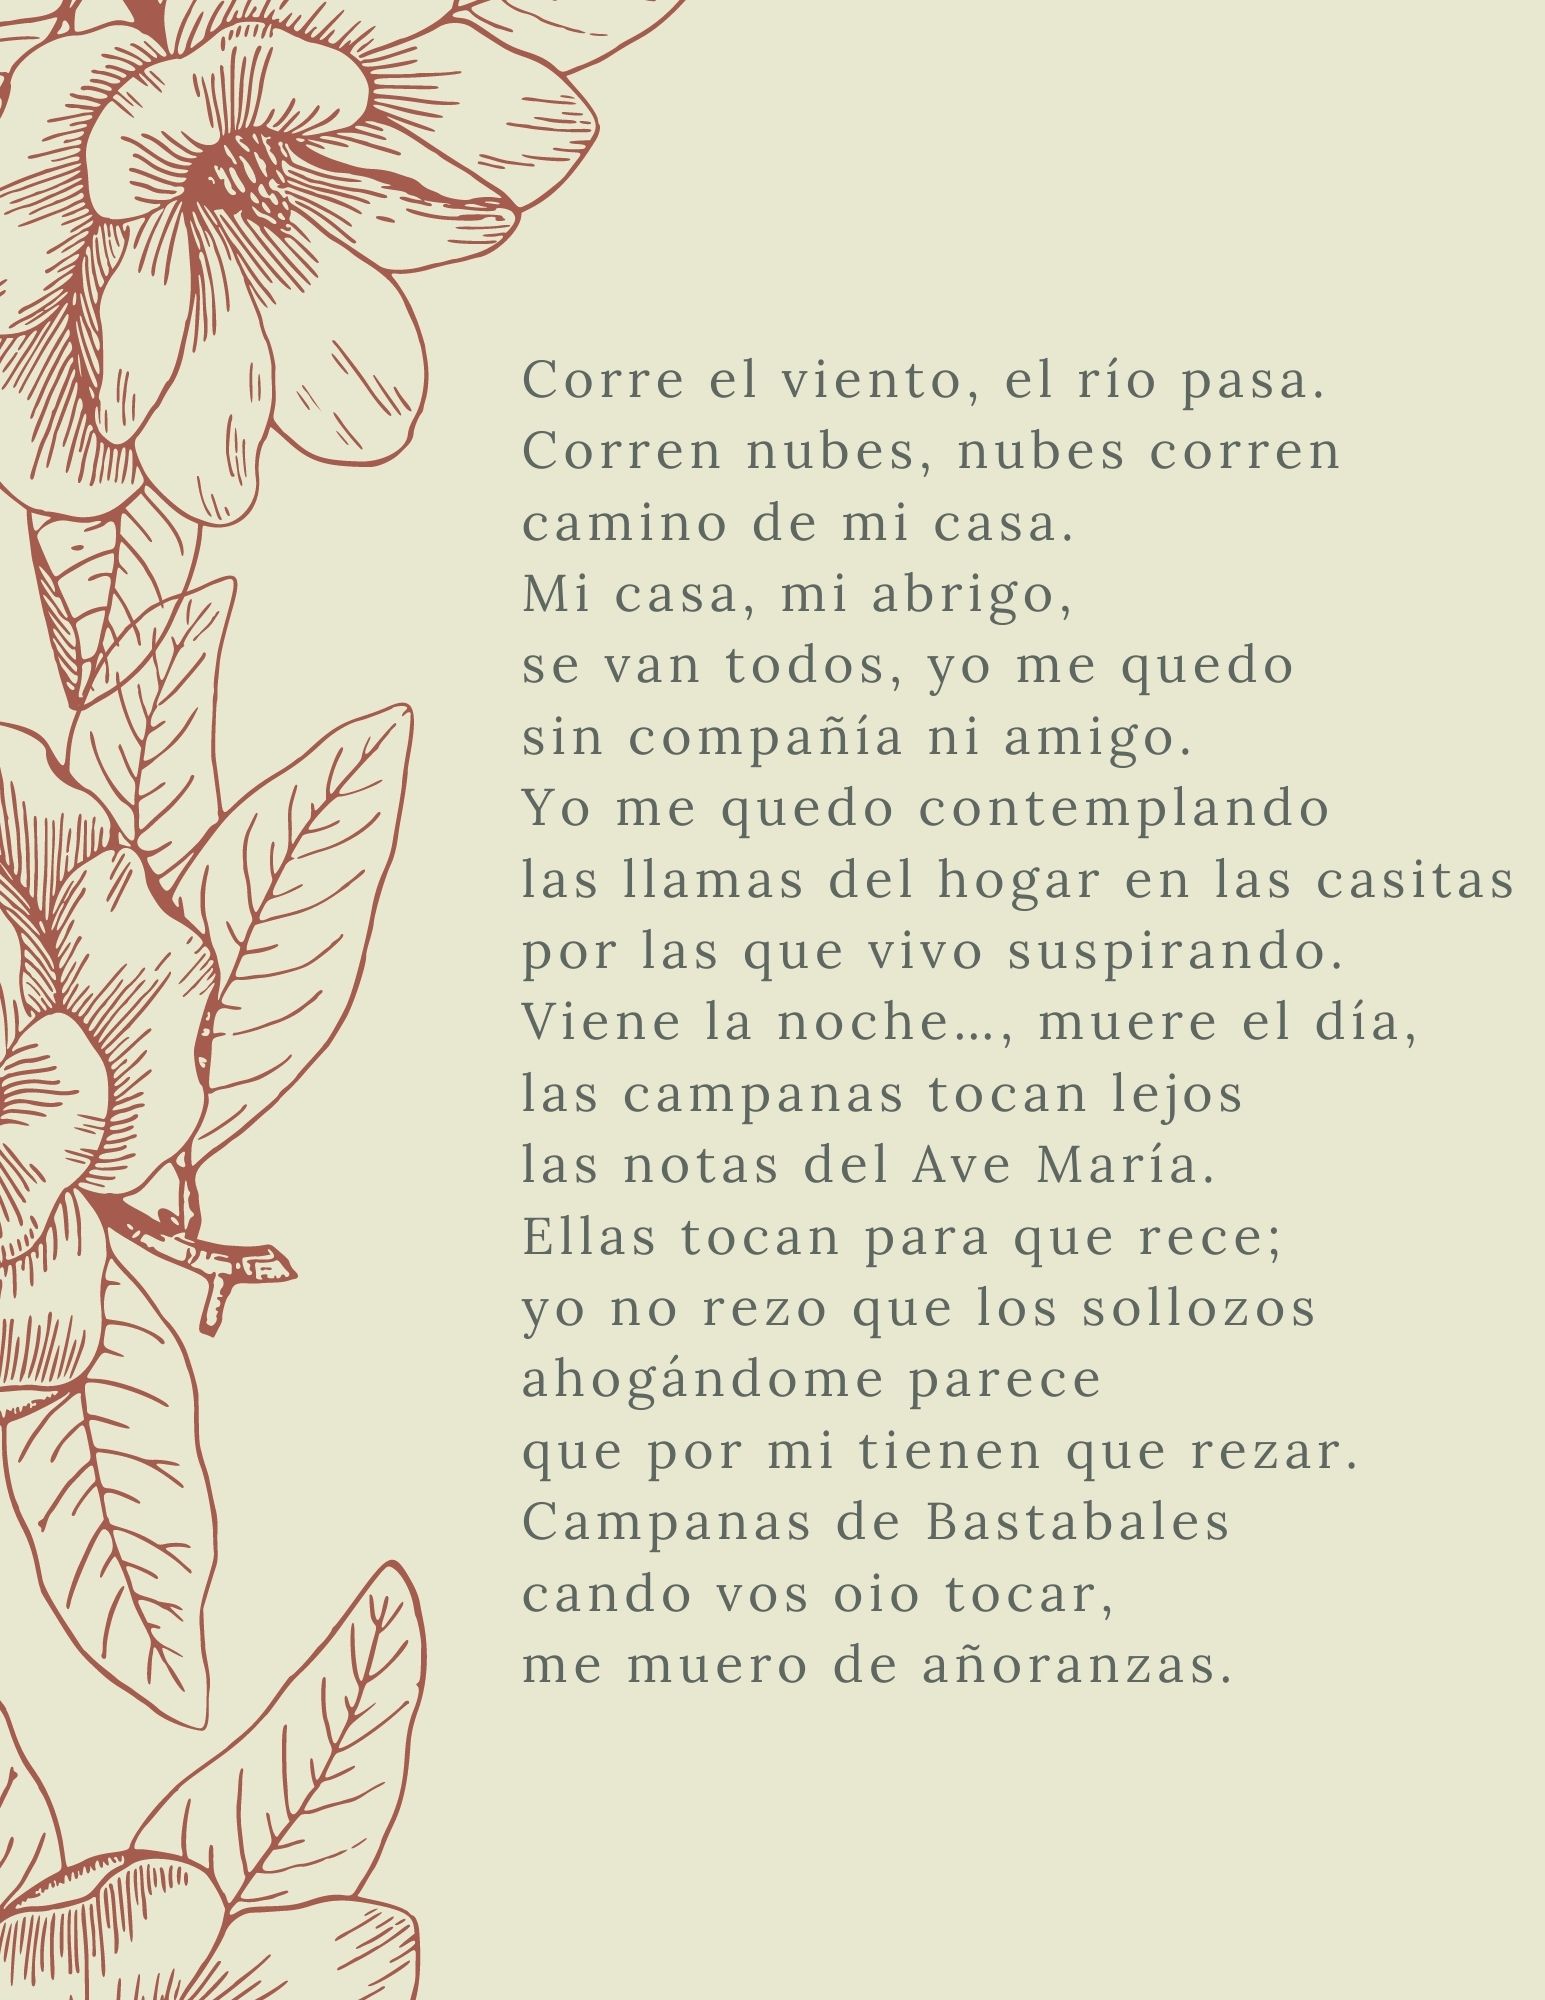 Corre el viento, el río pasa.
Corren nubes, nubes corren
camino de mi casa.
Mi casa, mi abrigo,
se van todos, yo me quedo
sin compañía ni amigo.
Yo me quedo contemplando
las llamas del hogar en las casitas
por las que vivo suspirando.
Viene la noche…, muere el día,
las campanas tocan lejos
las notas del Ave María.
Ellas tocan para que rece;
yo no rezo que los sollozos
ahogándome parece
que por mi tienen que rezar.
Campanas de Bastabales
cando vos oio tocar,
me muero de añoranzas.